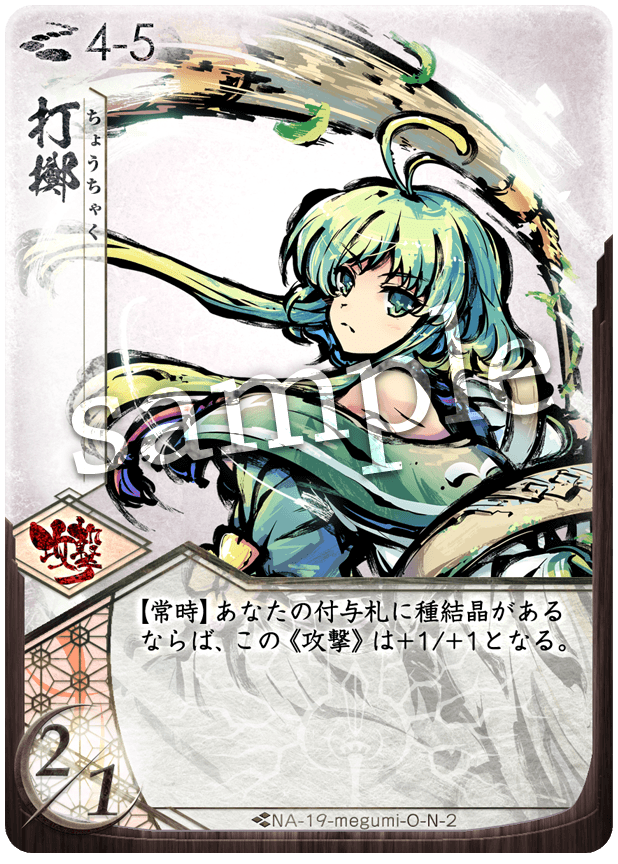 4-5
打擲
ちょうちゃく
sample
攻撃
【常時】あなたの付与札に種結晶がある
ならば、この《攻撃》は+1/+1となる。
2/1
NA-19-megumi-O-N-2